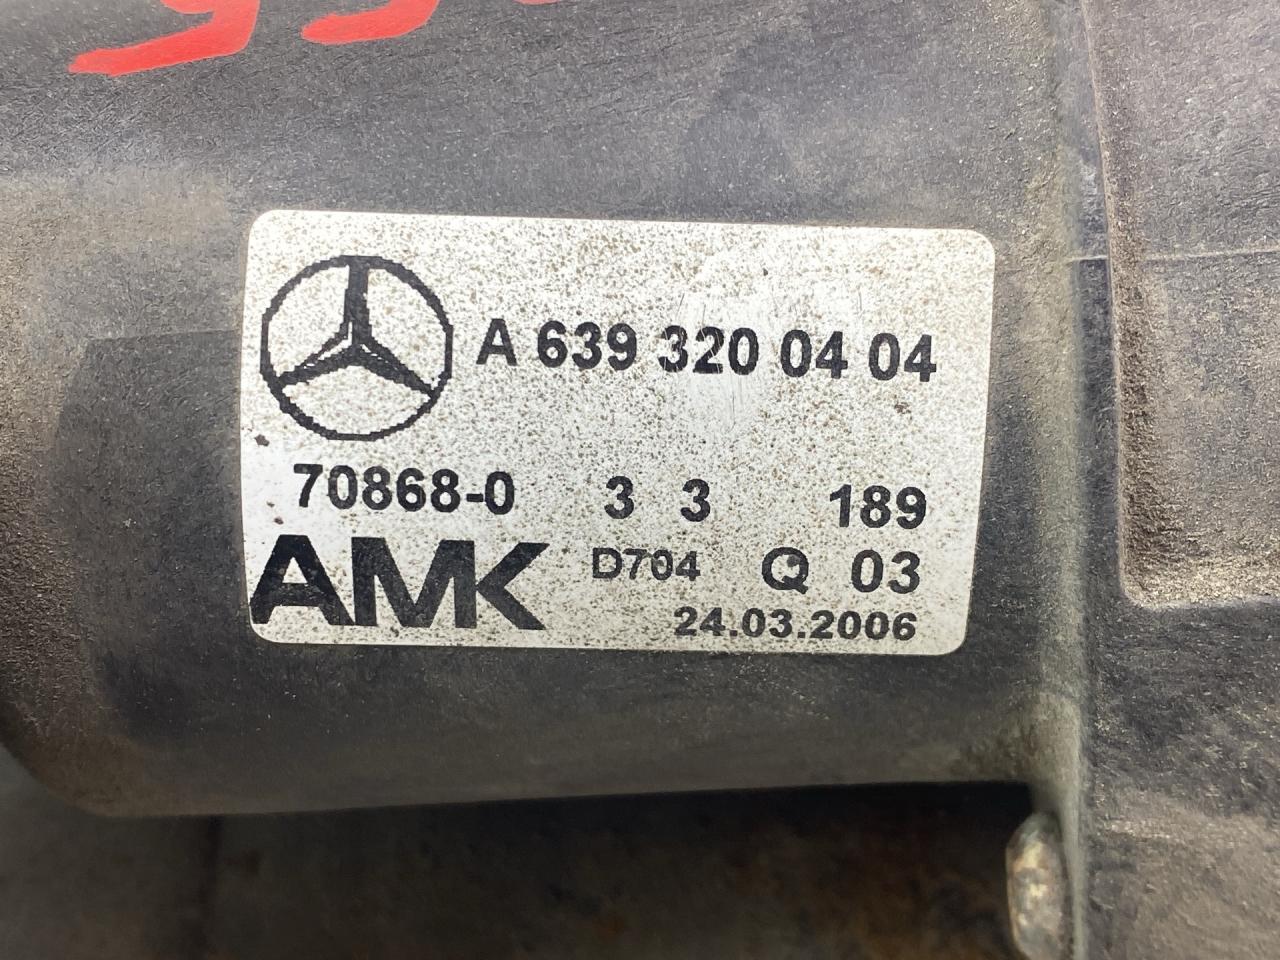 A 639 320 04 04
70868-0 3 3 189
AMK D704 Q 03
24.03.2006